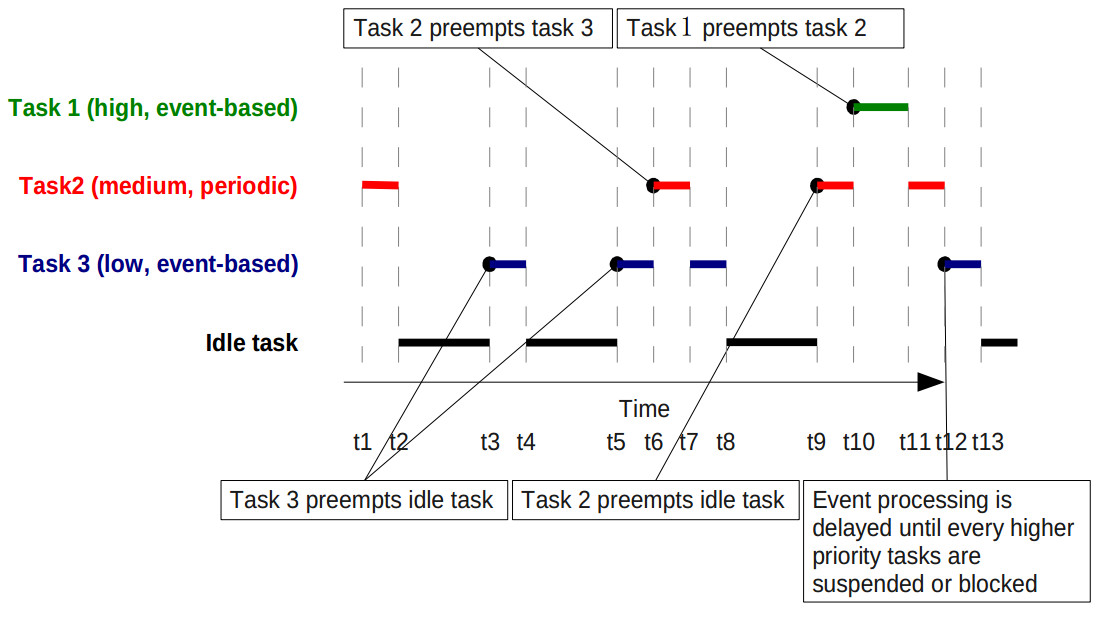 Task 2 preempts task 3
Task 1 preempts task 2
Task 1 (high, event-based)
Task2 (medium, periodic)
Task 3 (low, event-based)
Idle task
Time
t1 t2 t3 t4 t5 t6 t7 t8 t9 t10 t11 t12 t13
Task 3 preempts idle task
Task 2 preempts idle task
Event processing is
delayed until every higher
priority tasks are
suspended or blocked